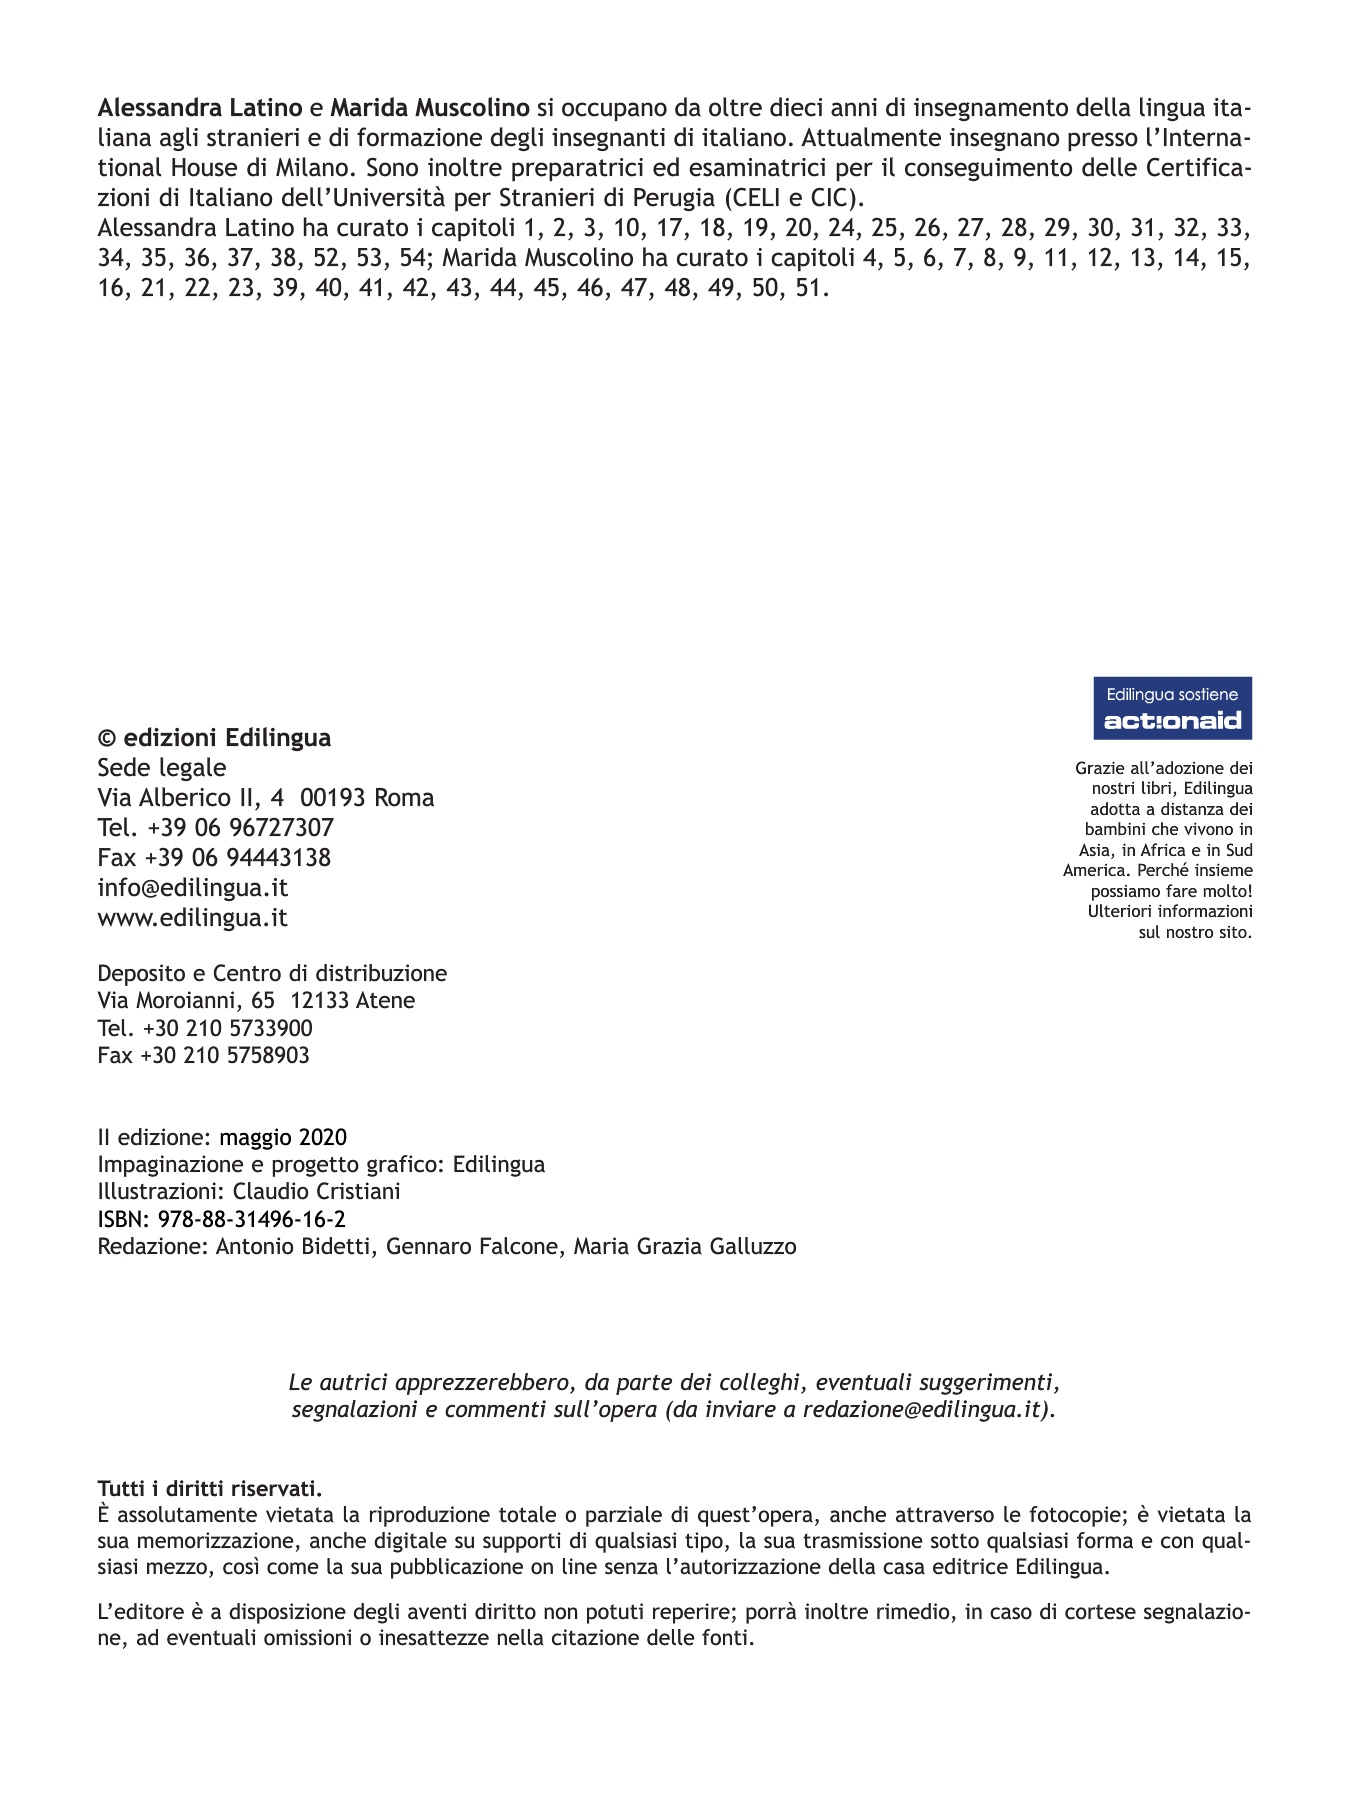 Alessandra Latino e Marida Muscolino si occupano da oltre dieci anni di insegnamento della lingua ita-
liana agli stranieri e di formazione degli insegnanti di italiano. Attualmente insegnano presso l’Interna-
tional House di Milano. Sono inoltre preparatrici ed esaminatrici per il conseguimento delle Certifica-
zioni di Italiano dell’Università per Stranieri di Perugia (CELI e CIC).
Alessandra Latino ha curato i capitoli 1, 2, 3, 10, 17, 18, 19, 20, 24, 25, 26, 27, 28, 29, 30, 31, 32, 33,
34, 35, 36, 37, 38, 52, 53, 54; Marida Muscolino ha curato i capitoli 4, 5, 6, 7, 8, 9, 11, 12, 13, 14, 15,
16, 21, 22, 23, 39, 40, 41, 42, 43, 44, 45, 46, 47, 48, 49, 50, 51.
© edizioni Edilingua
Sede legale
Via Alberico II, 4  00193 Roma
Tel. +39 06 96727307
Fax +39 06 94443138
info@edilingua.it
www.edilingua.it
Deposito e Centro di distribuzione
Via Moroianni, 65  12133 Atene
Tel. +30 210 5733900
Fax +30 210 5758903
Edilingua sostiene
act!onaid
Grazie all’adozione dei
nostri libri, Edilingua
adotta a distanza dei
bambini che vivono in
Asia, in Africa e in Sud
America. Perché insieme
possiamo fare molto!
Ulteriori informazioni
sul nostro sito.
II edizione: maggio 2020
Impaginazione e progetto grafico: Edilingua
Illustrazioni: Claudio Cristiani
ISBN: 978-88-31496-16-2
Redazione: Antonio Bidetti, Gennaro Falcone, Maria Grazia Galluzzo
Le autrici apprezzerebbero, da parte dei colleghi, eventuali suggerimenti,
segnalazioni e commenti sull’opera (da inviare a redazione@edilingua.it).
Tutti i diritti riservati.
È assolutamente vietata la riproduzione totale o parziale di quest’opera, anche attraverso le fotocopie; è vietata la
sua memorizzazione, anche digitale su supporti di qualsiasi tipo, la sua trasmissione sotto qualsiasi forma e con qual-
siasi mezzo, così come la sua pubblicazione on line senza l’autorizzazione della casa editrice Edilingua.
L’editore è a disposizione degli aventi diritto non potuti reperire; porrà inoltre rimedio, in caso di cortese segnalazio-
ne, ad eventuali omissioni o inesattezze nella citazione delle fonti.